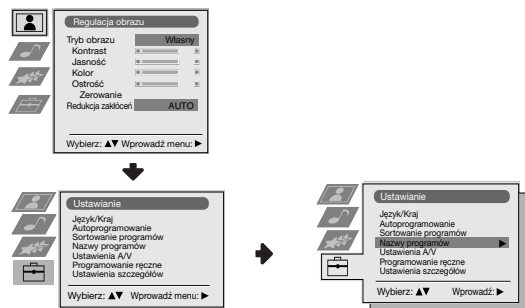 Regulacja obrazu
Tryb obrazu Własny
Kontrast
Jasność
Kolor
Ostrość
Zerowanie
Redukcja zakłóceń AUTO
Wybierz: ▲▼ Wprowadź menu: ▶
Ustawianie
Język/Kraj
Autoprogramowanie
Sortowanie programów
Nazwy programów
Ustawienia A/V
Programowanie ręczne
Ustawienia szczegółów
Wybierz: ▲▼ Wprowadź menu: ▶
Ustawianie
Język/Kraj
Autoprogramowanie
Sortowanie programów
Nazwy programów ▶
Ustawienia A/V
Programowanie ręczne
Ustawienia szczegółów
Wybierz: ▲▼ Wprowadź: ▶